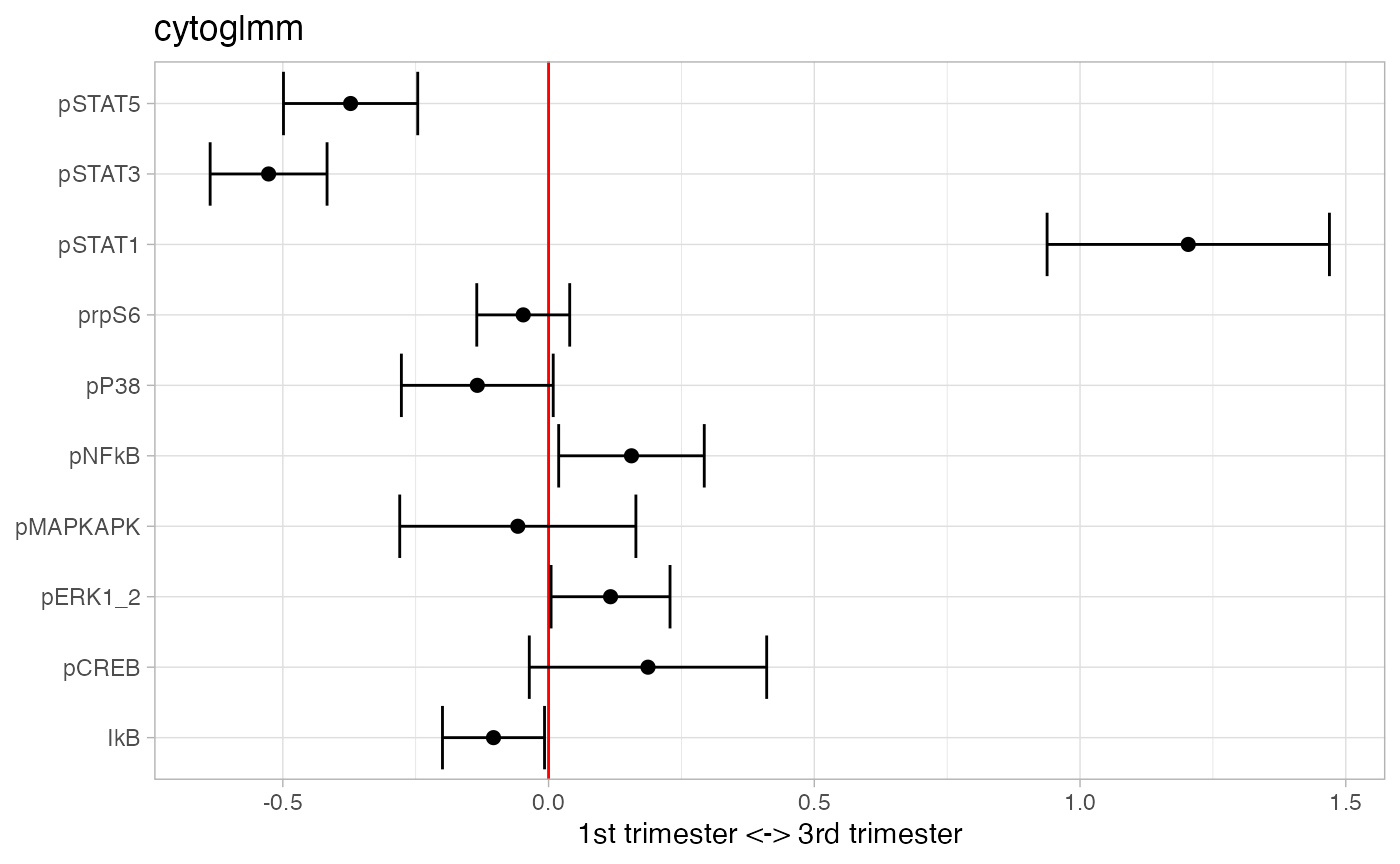 cytoglmm
pSTAT5
pSTAT3
pSTAT1
prpS6
pP38
pNFkB
pMAPKAPK
pERK1_2
pCREB
IkB
-0.5 0.0 0.5 1.0 1.5
1st trimester <-> 3rd trimester